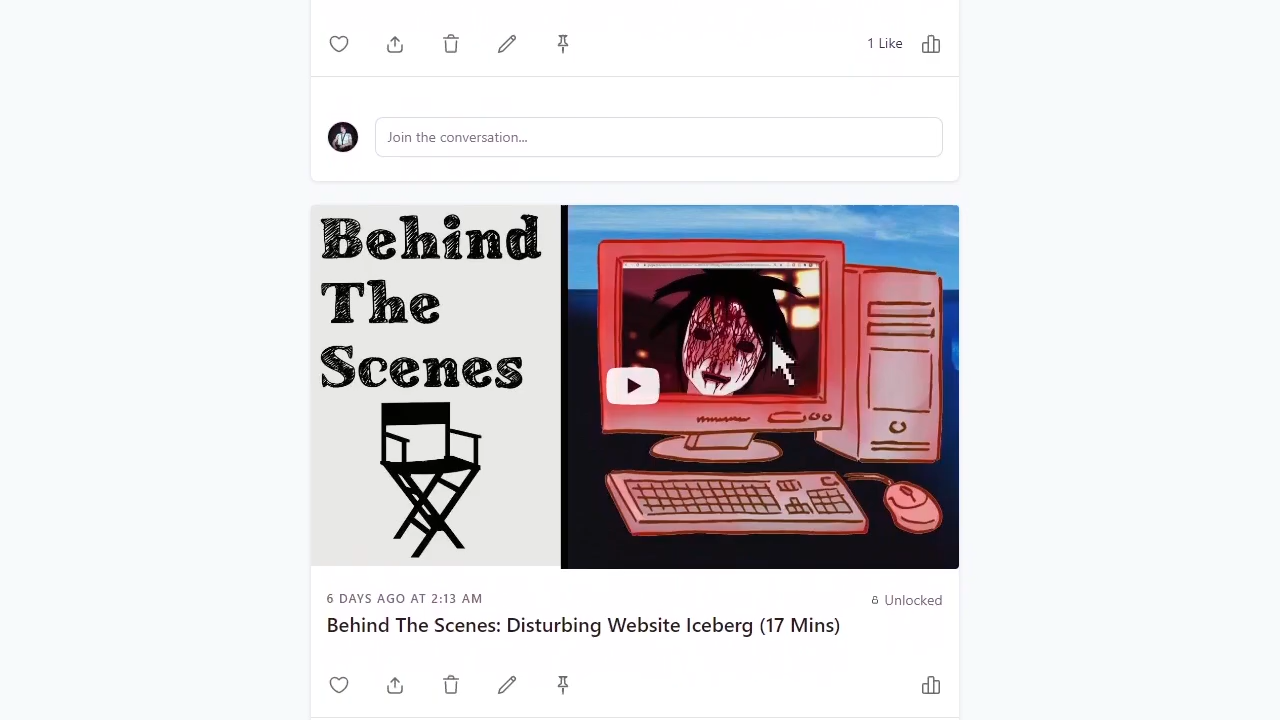 1 Like
Join the conversation...
Behind
The
Scenes
6 DAYS AGO AT 2:13 AM
Unlocked
Behind The Scenes: Disturbing Website Iceberg (17 Mins)